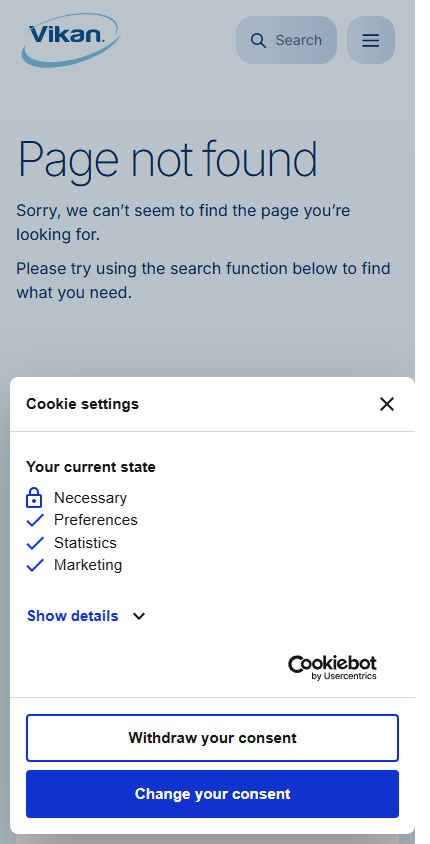 Vikan.
Search
Page not found
Sorry, we can't seem to find the page you're
looking for.
Please try using the search function below to find
what you need.
Cookie settings
Your current state
Necessary
Preferences
Statistics
Marketing
Show details
Cookiebot
by Usercentrics
Withdraw your consent
Change your consent